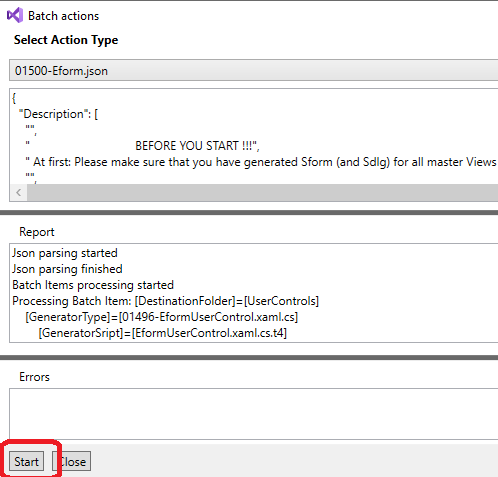 Batch actions
Select Action Type
01500-Eform.json
{
"Description": [
"",
" BEFORE YOU START !!!",
" At first: Please make sure that you have generated Sform (and Sdlg) for all master Views
"",
Report
Json parsing started
Json parsing finished
Batch Items processing started
Processing Batch Item: [DestinationFolder]=[UserControls]
[GeneratorType]=[01496-EformUserControl.xaml.cs]
[GeneratorSript]=[EformUserControl.xaml.cs.t4]
Errors
Start Close